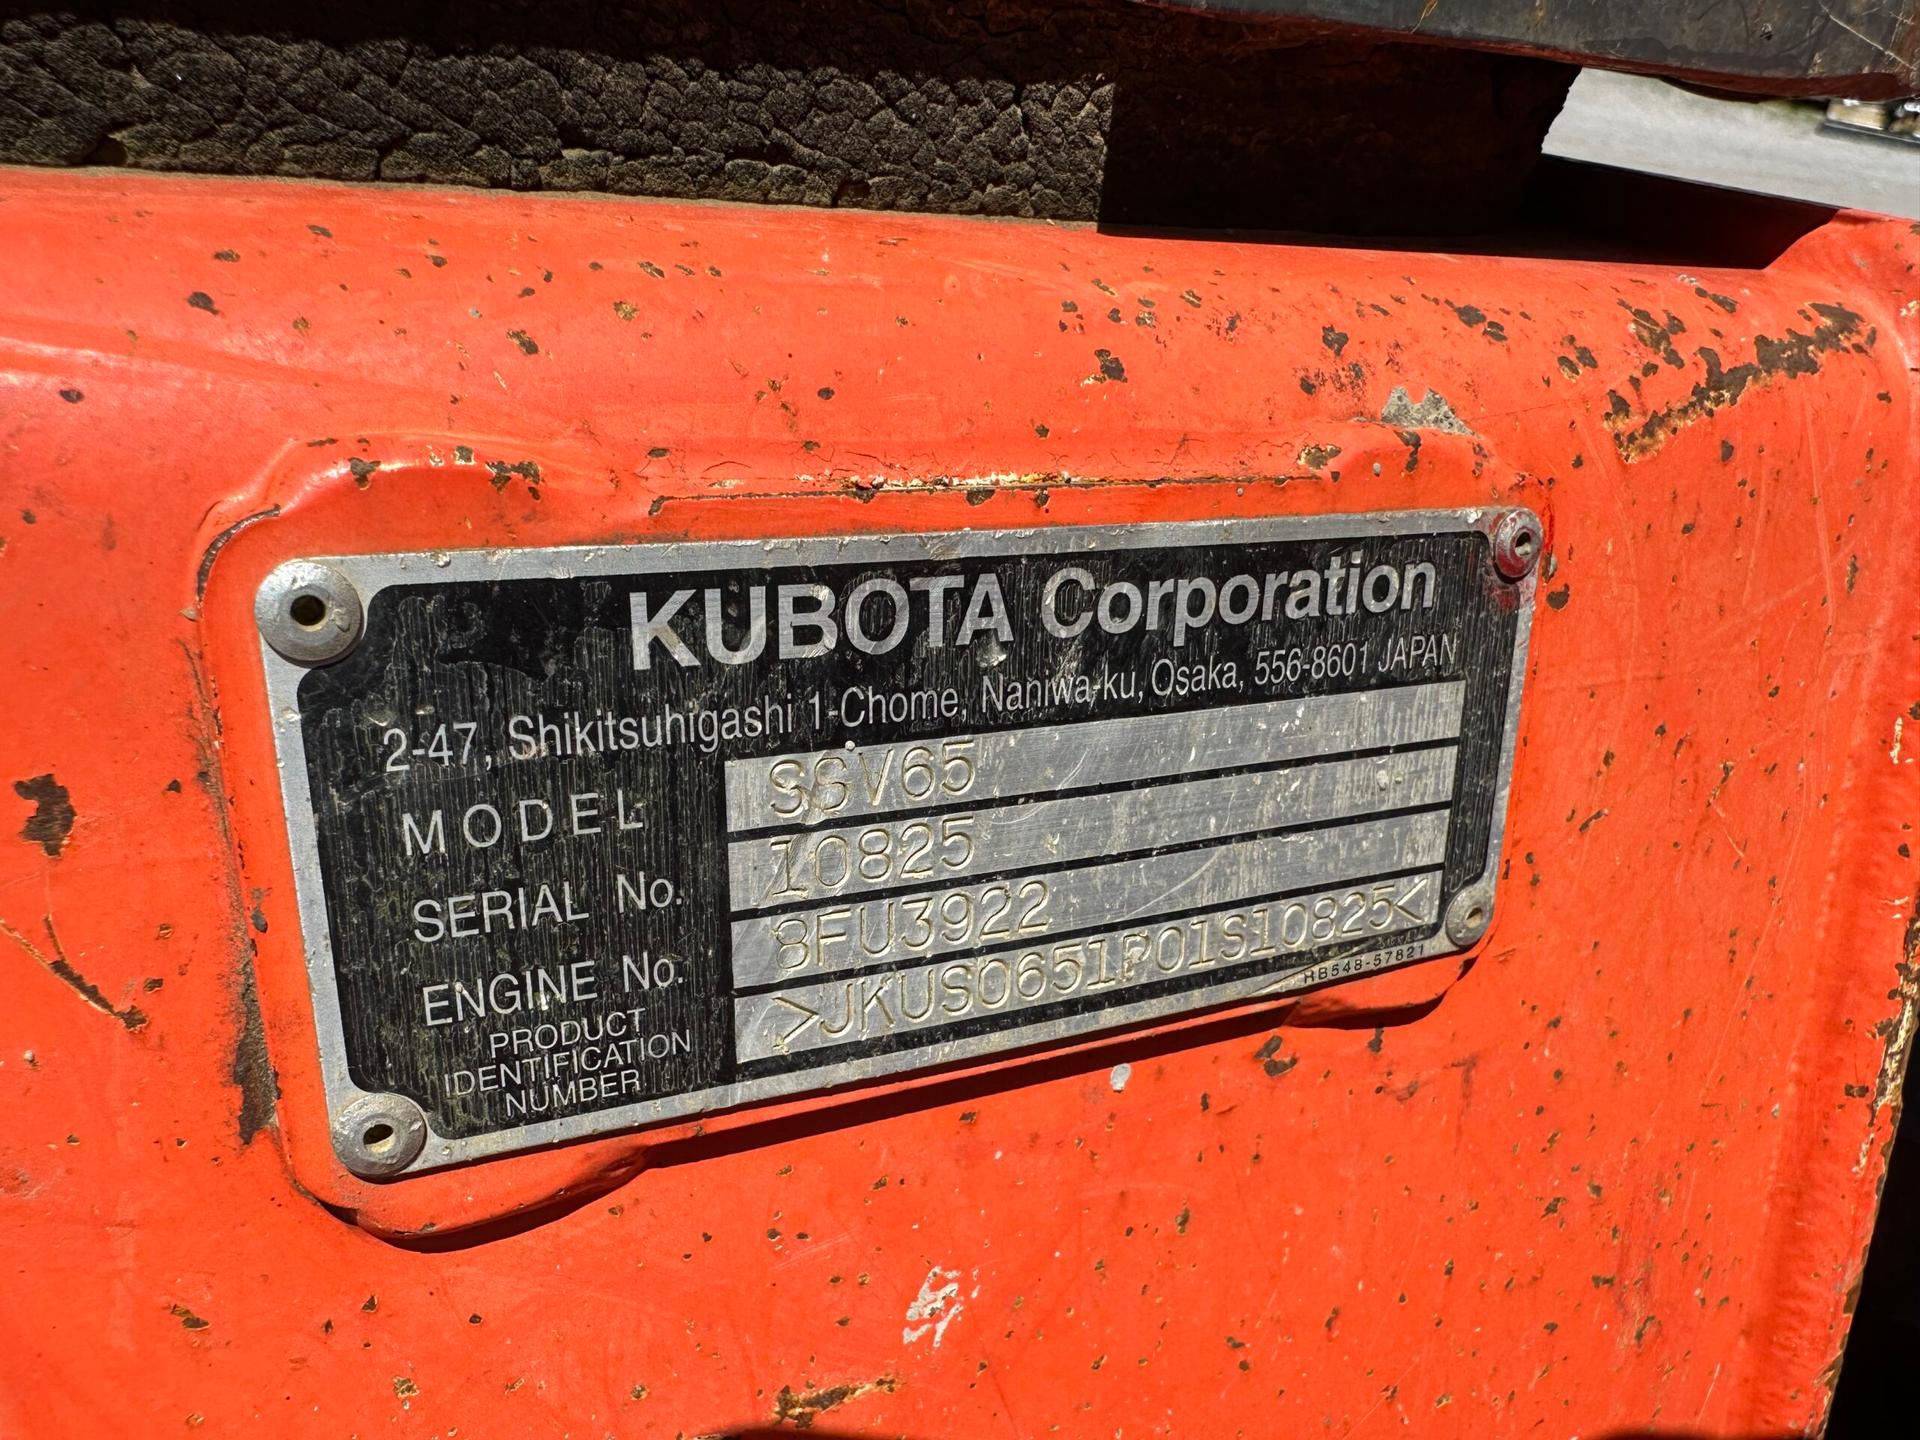 KUBOTA Corporation
2-47, Shikitsuhigashi 1-Chome, Naniwa-ku, Osaka, 556-8601 JAPAN
MODEL SSV65
SERIAL No. 10825
ENGINE No. 8FU3922
PRODUCT IDENTIFICATION NUMBER >JKUS0651P01S10825<
RB548-57821